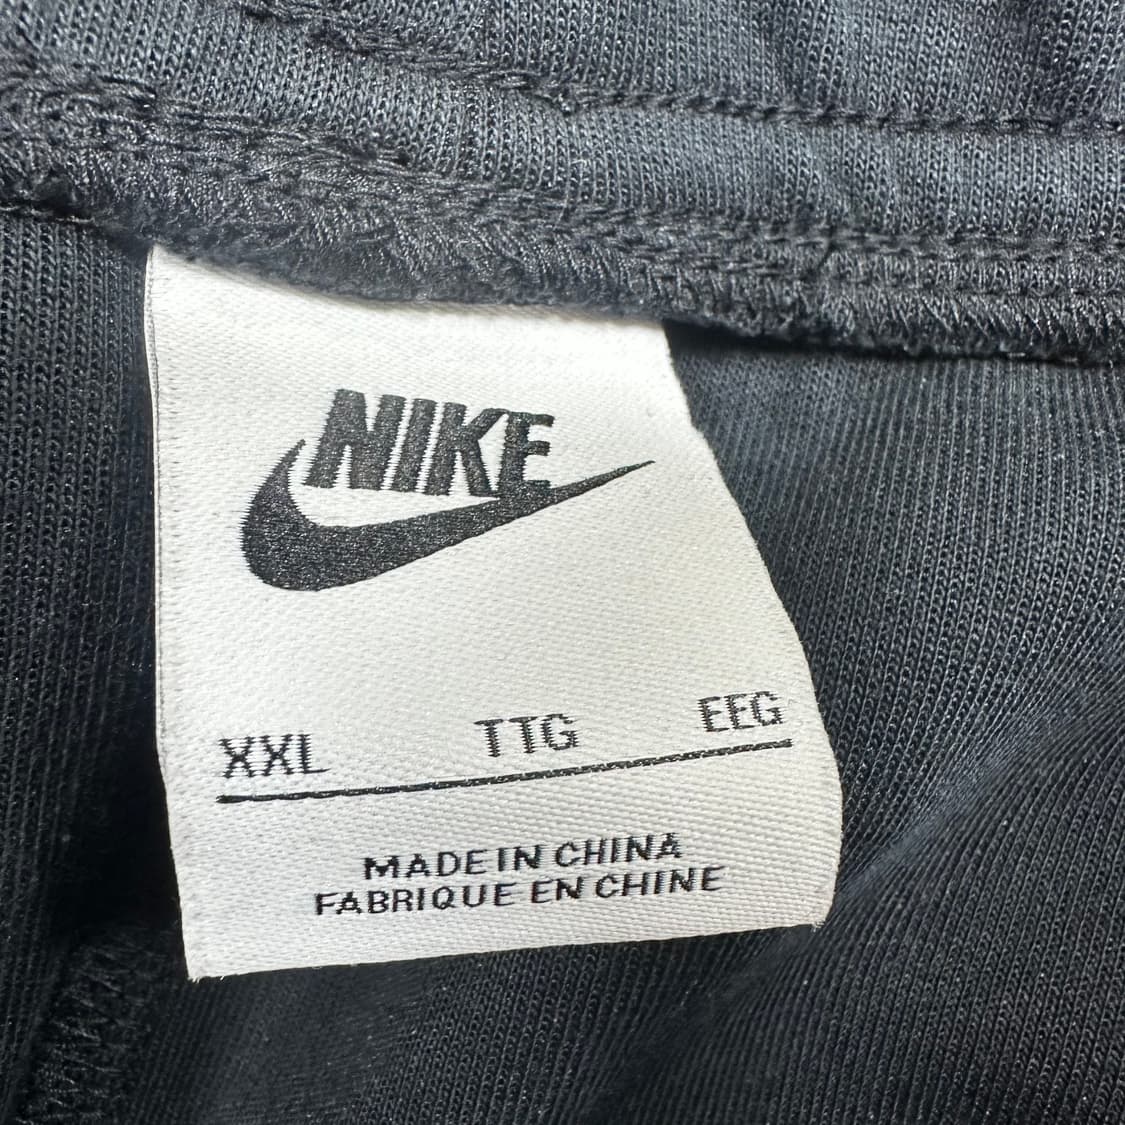 NIKE
XXL TTG EEG
MADE IN CHINA
FABRIQUE EN CHINE